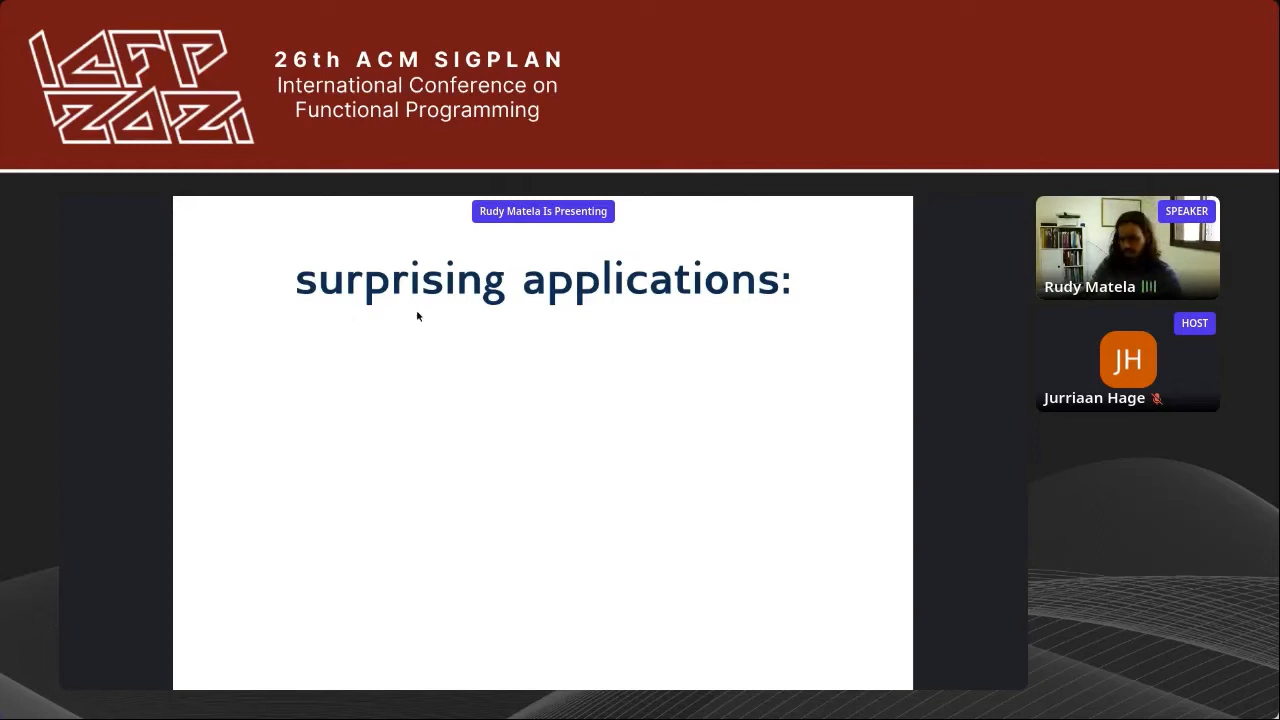 ICFP
2021
26th ACM SIGPLAN
International Conference on
Functional Programming
Rudy Matela Is Presenting
surprising applications:
SPEAKER
Rudy Matela
HOST
JH
Jurriaan Hage